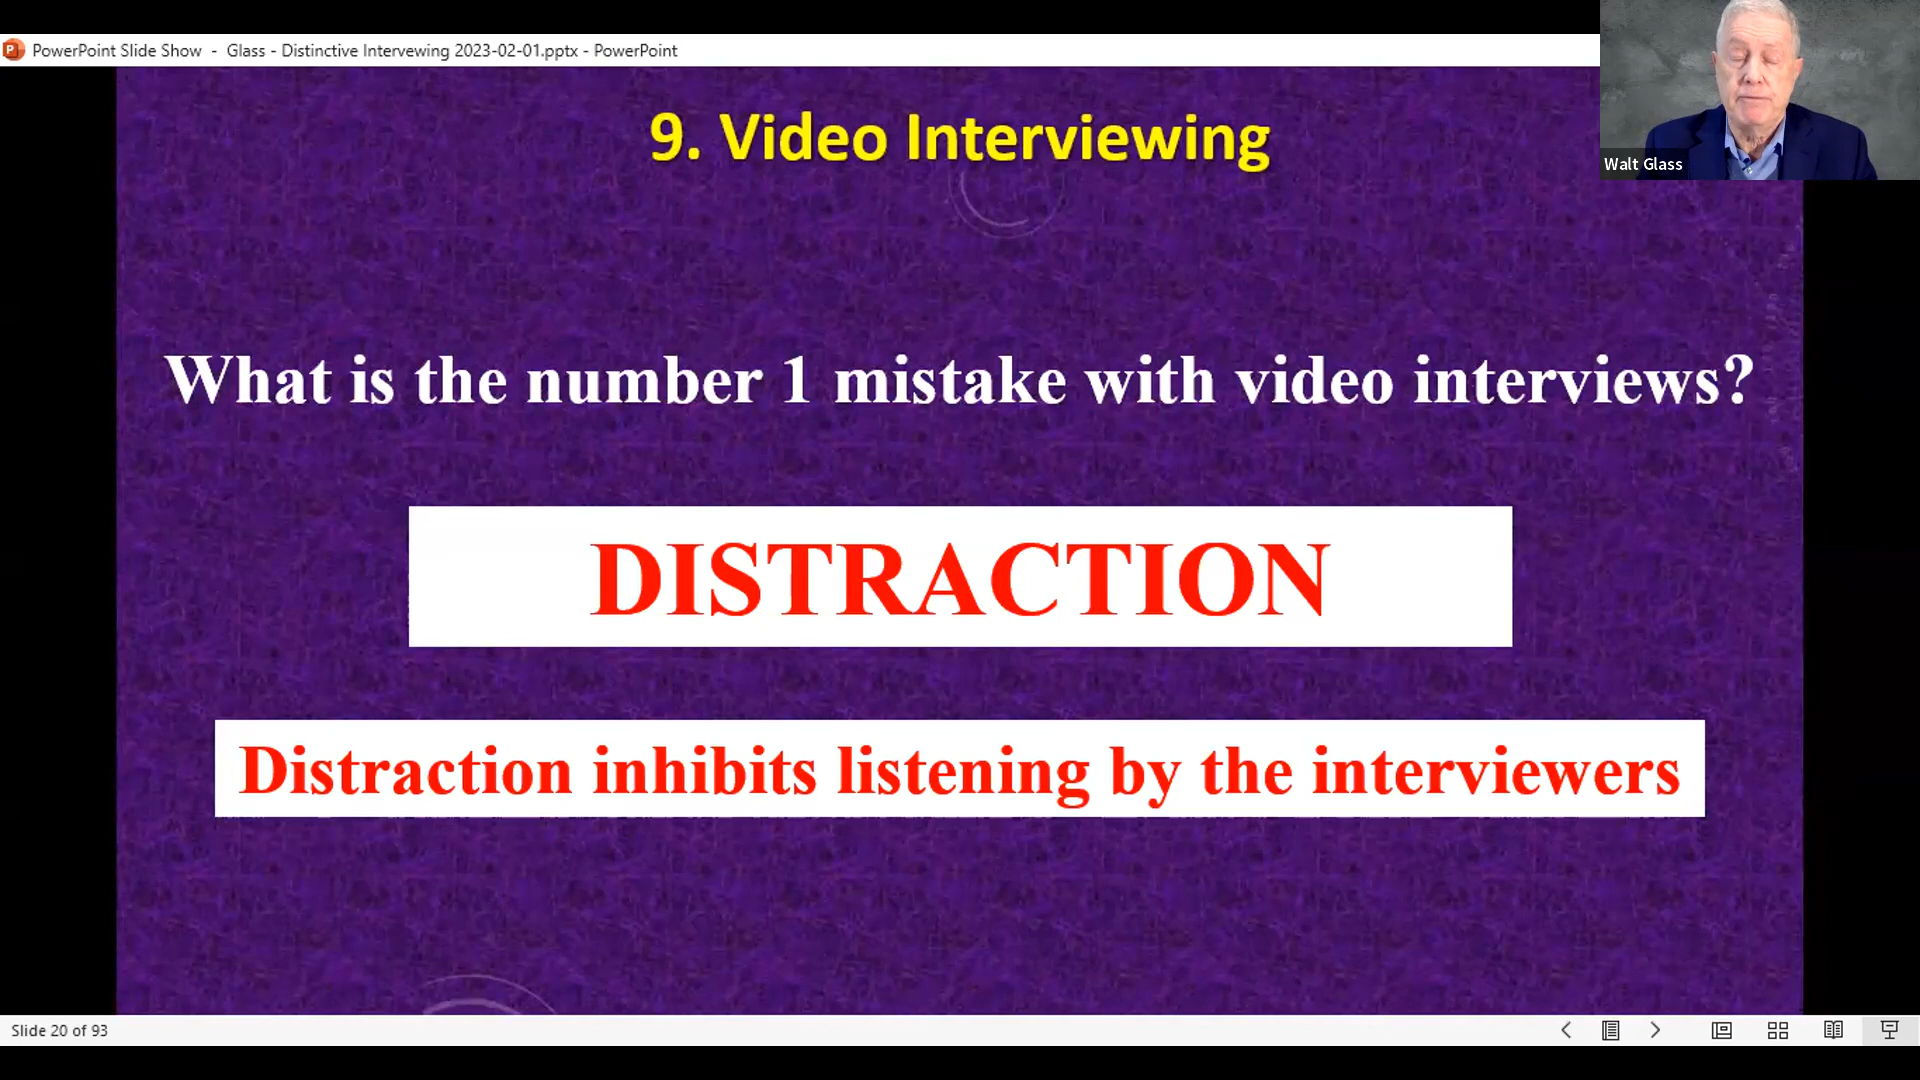 PowerPoint Slide Show - Glass - Distinctive Intervewing 2023-02-01.pptx - PowerPoint
Walt Glass
9. Video Interviewing
What is the number 1 mistake with video interviews?
DISTRACTION
Distraction inhibits listening by the interviewers
Slide 20 of 93